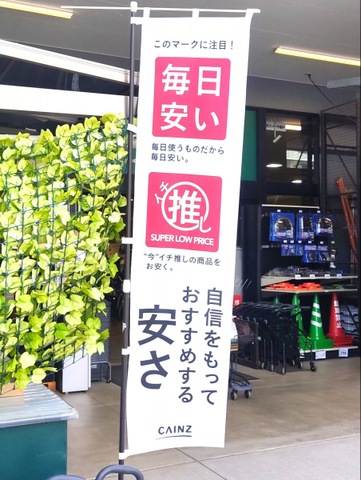 このマークに注目！
毎日
安い
毎日使うものだから
毎日安い。
イチ推し
SUPER LOW PRICE
“今”イチ推しの商品を
お安く。
自信をもって
おすすめする
安さ
CAINZ